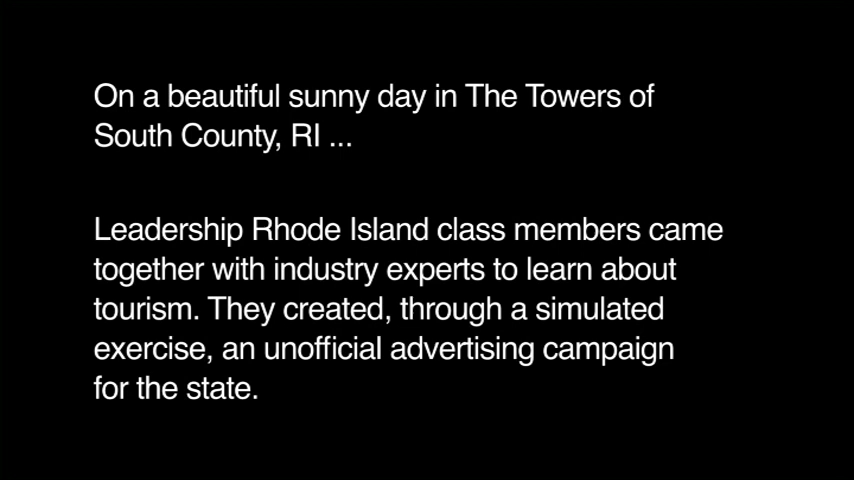 On a beautiful sunny day in The Towers of
South County, RI ...
Leadership Rhode Island class members came
together with industry experts to learn about
tourism. They created, through a simulated
exercise, an unofficial advertising campaign
for the state.